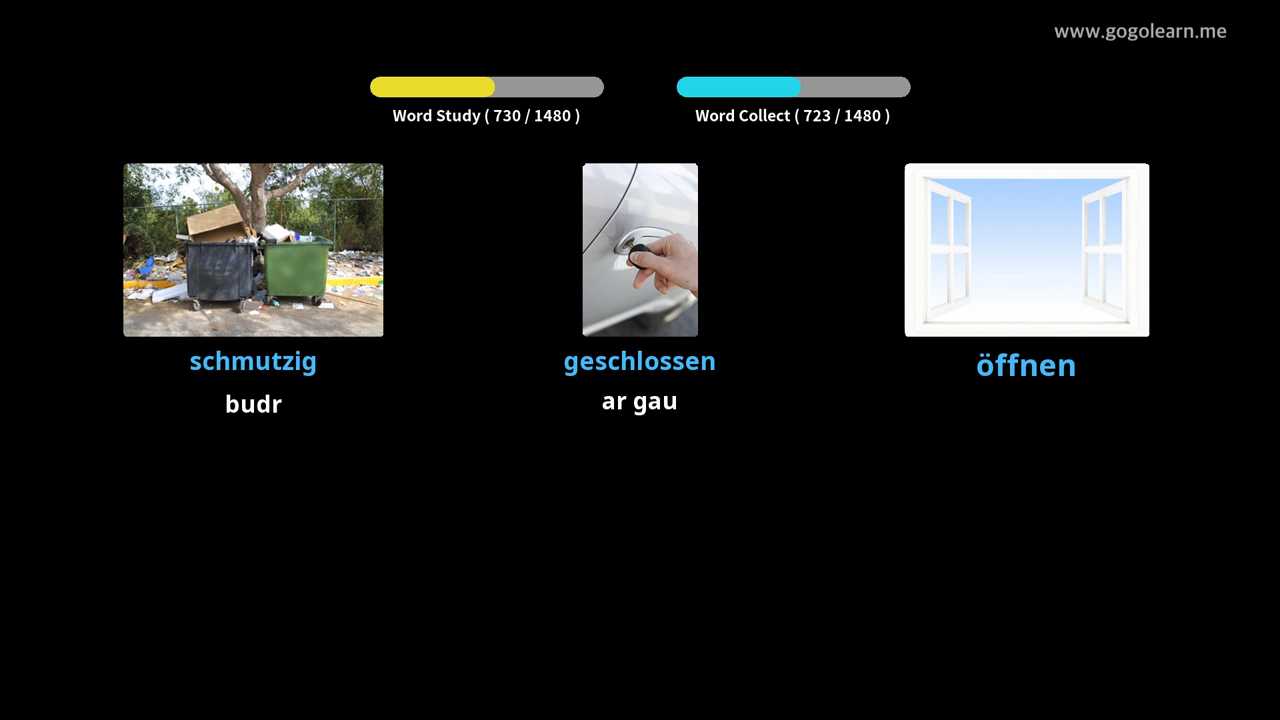 www.gogolearn.me
Word Study ( 730 / 1480 )
Word Collect ( 723 / 1480 )
schmutzig
budr
geschlossen
ar gau
öffnen